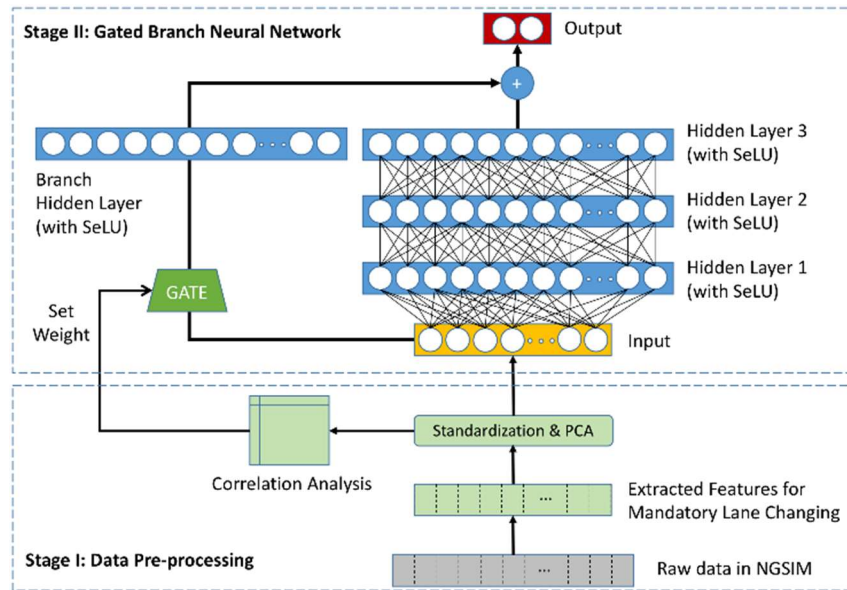 Stage II: Gated Branch Neural Network
Output
+
Hidden Layer 3
(with SeLU)
Branch
Hidden Layer
(with SeLU)
Hidden Layer 2
(with SeLU)
Hidden Layer 1
(with SeLU)
GATE
Set
Weight
Input
Standardization & PCA
Correlation Analysis
Extracted Features for
Mandatory Lane Changing
...
Stage I: Data Pre-processing
...
Raw data in NGSIM